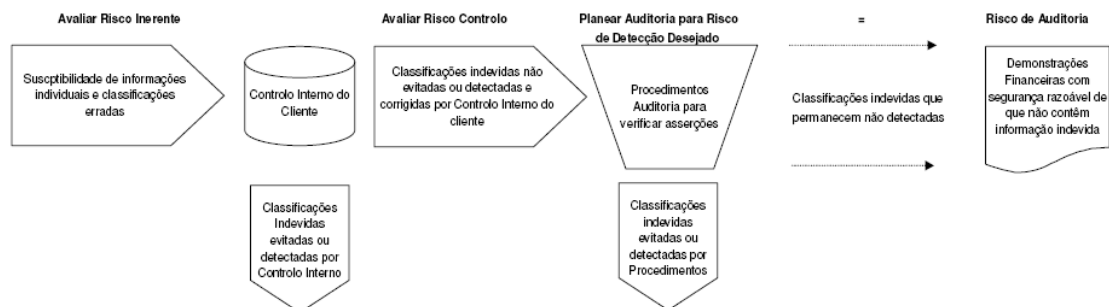 Avaliar Risco Inerente
Avaliar Risco Controlo
Planear Auditoria para Risco
de Detecção Desejado
=
Risco de Auditoria
Suscptibilidade de informações
individuais e classificações
erradas
Controlo Interno do
Cliente
Classificações indevidas não
evitadas ou detectadas e
corrigidas por Controlo Interno do
cliente
Procedimentos
Auditoria para
verificar asserções
Classificações indevidas que
permanecem não detectadas
Demonstrações
Financeiras com
segurança razoável de
que não contêm
informação indevida
Classificações
Indevidas
evitadas ou
detectadas por
Controlo Interno
Classificações
indevidas
evitadas ou
detectadas por
Procedimentos